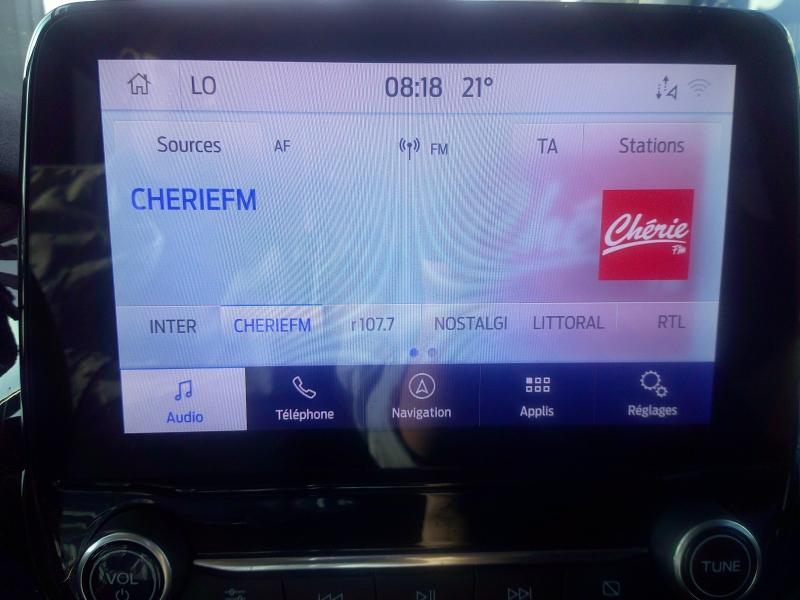 LO 08:18 21°
Sources AF FM TA Stations
CHERIEFM
Chérie
FM
INTER CHERIEFM r107.7 NOSTALGI LITTORAL RTL
Audio Téléphone Navigation Applis Réglages
VOL TUNE